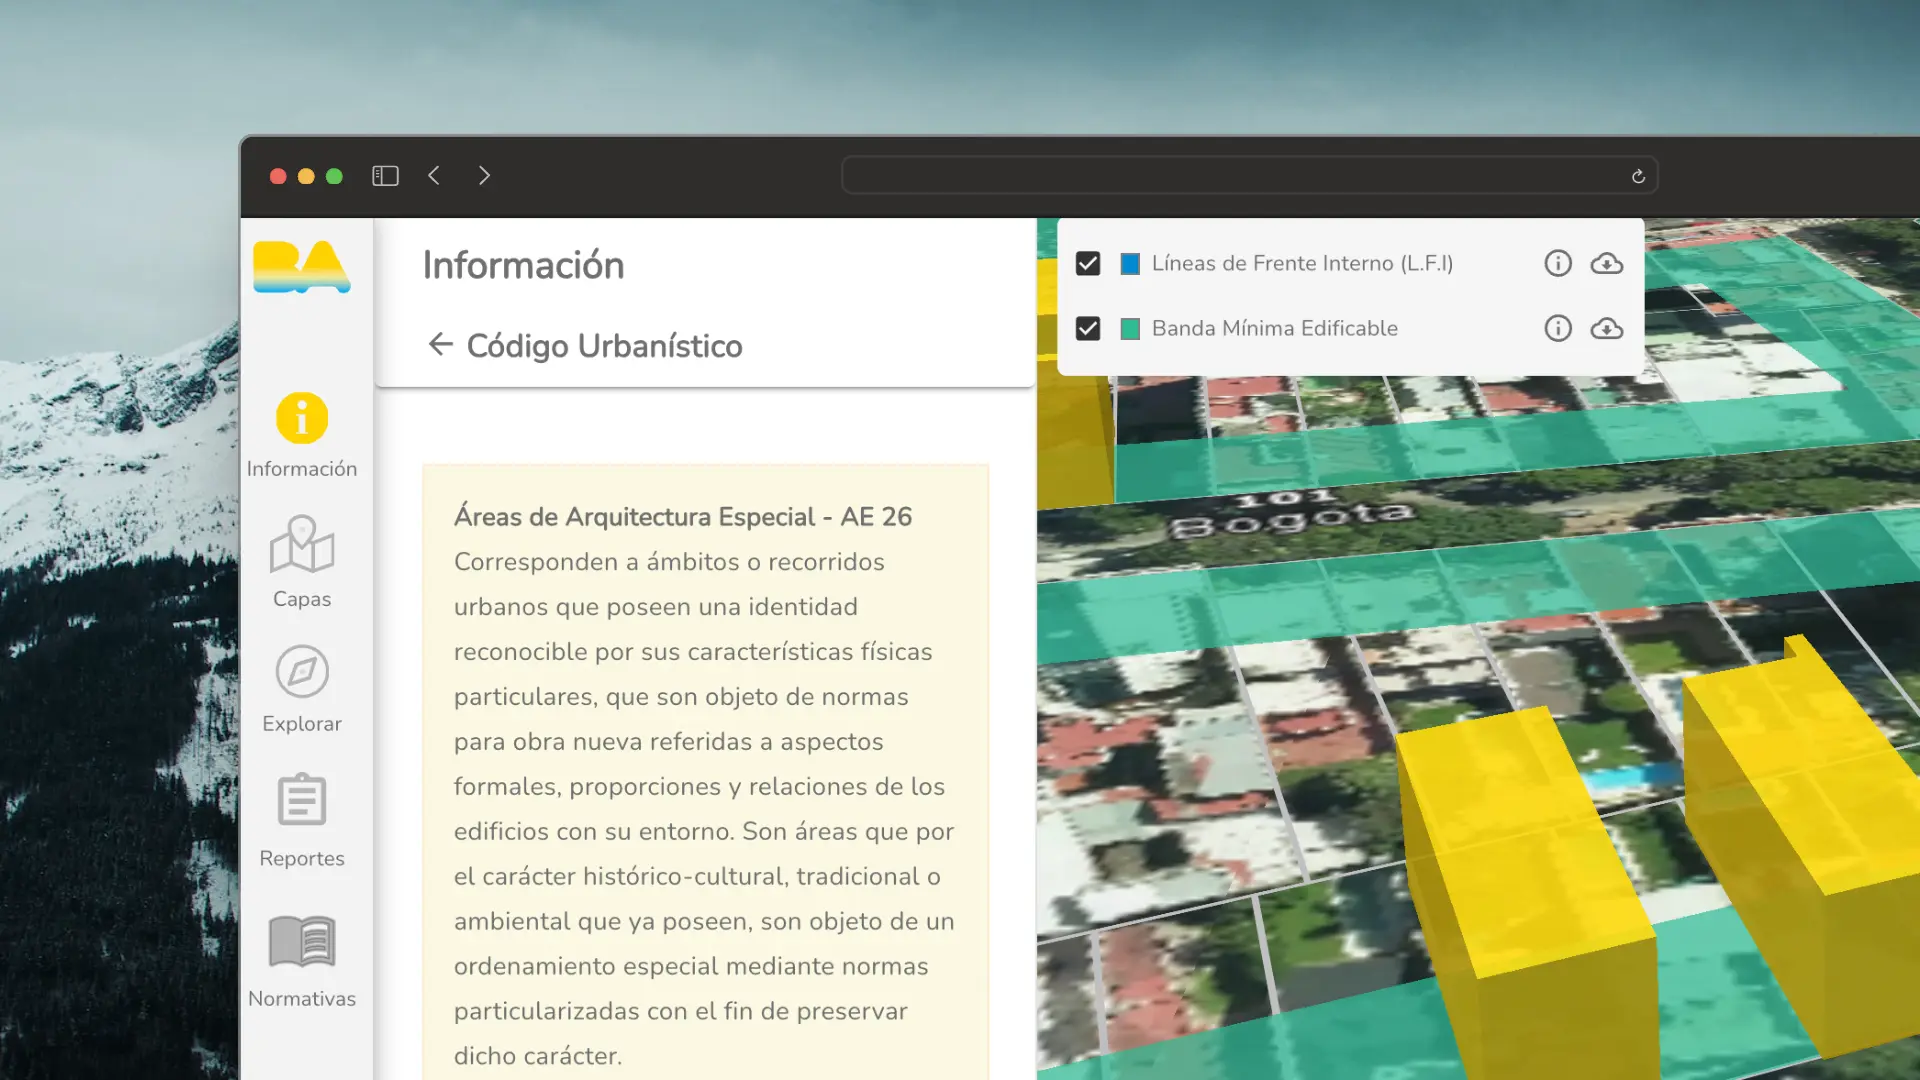 BA
Información
Código Urbanístico
Información
Capas
Explorar
Reportes
Normativas
Áreas de Arquitectura Especial - AE 26
Corresponden a ámbitos o recorridos
urbanos que poseen una identidad
reconocible por sus características físicas
particulares, que son objeto de normas
para obra nueva referidas a aspectos
formales, proporciones y relaciones de los
edificios con su entorno. Son áreas que por
el carácter histórico-cultural, tradicional o
ambiental que ya poseen, son objeto de un
ordenamiento especial mediante normas
particularizadas con el fin de preservar
dicho carácter.
Líneas de Frente Interno (L.F.I)
Banda Mínima Edificable
101
Bogota